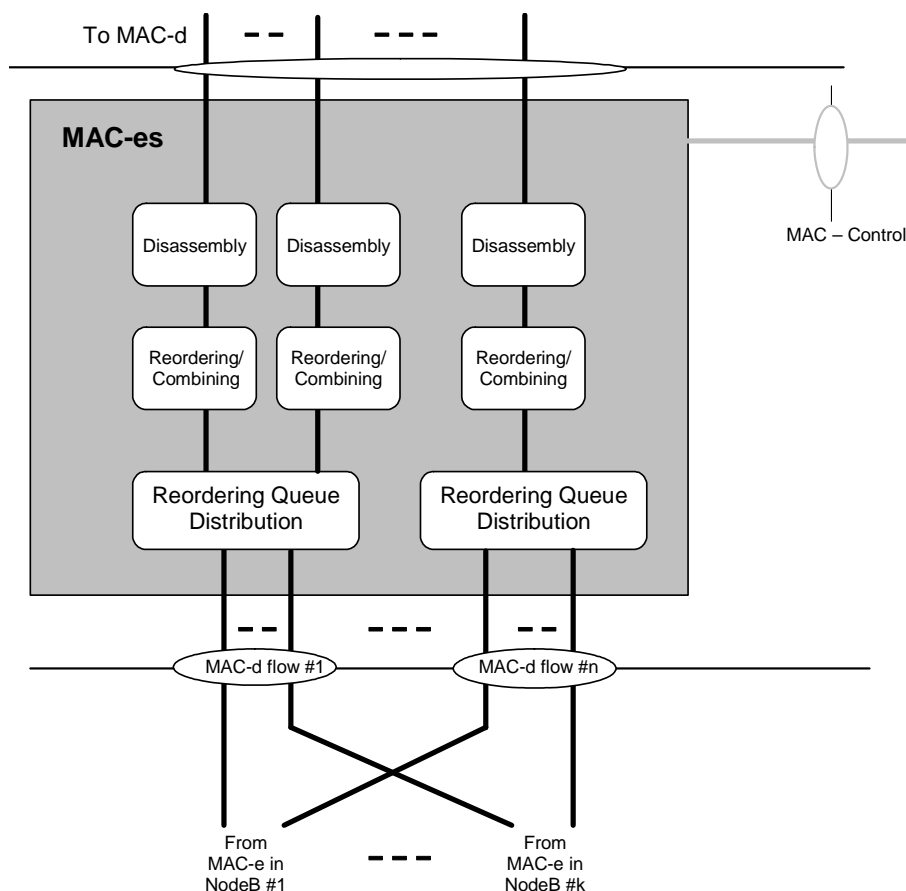 To MAC-d
MAC-es
MAC – Control
Disassembly
Disassembly
Disassembly
Reordering/
Combining
Reordering/
Combining
Reordering/
Combining
Reordering Queue
Distribution
Reordering Queue
Distribution
MAC-d flow #1
MAC-d flow #n
From
MAC-e in
NodeB #1
From
MAC-e in
NodeB #k